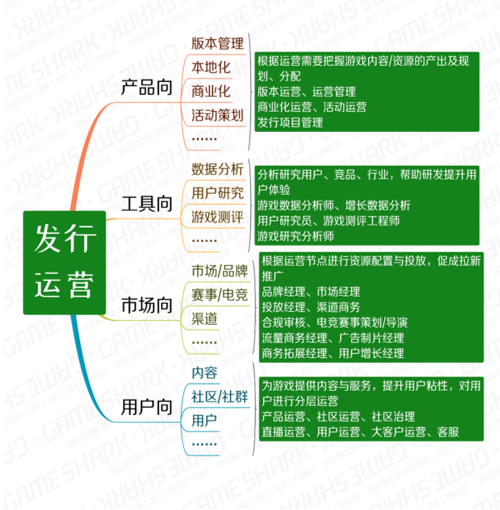 发行
运营
产品向
版本管理
本地化
商业化
活动策划
······
根据运营需要把握游戏内容/资源的产出及规
划、分配
版本运营、运营管理
商业化运营、活动运营
发行项目管理
工具向
数据分析
用户研究
游戏测评
······
分析研究用户、竞品、行业，帮助研发提升用
户体验
游戏数据分析师、增长数据分析
用户研究员、游戏测评工程师
游戏研究分析师
市场向
市场/品牌
赛事/电竞
渠道
······
根据运营节点进行资源配置与投放，促成拉新
推广
品牌经理、市场经理
投放经理、渠道商务
合规审核、电竞赛事策划/导演
流量商务经理、广告制片经理
商务拓展经理、用户增长经理
用户向
内容
社区/社群
用户
······
为游戏提供内容与服务，提升用户粘性，对用
户进行分层运营
产品运营、社区运营、社区治理
直播运营、用户运营、大客户运营、客服
GAME SHARK